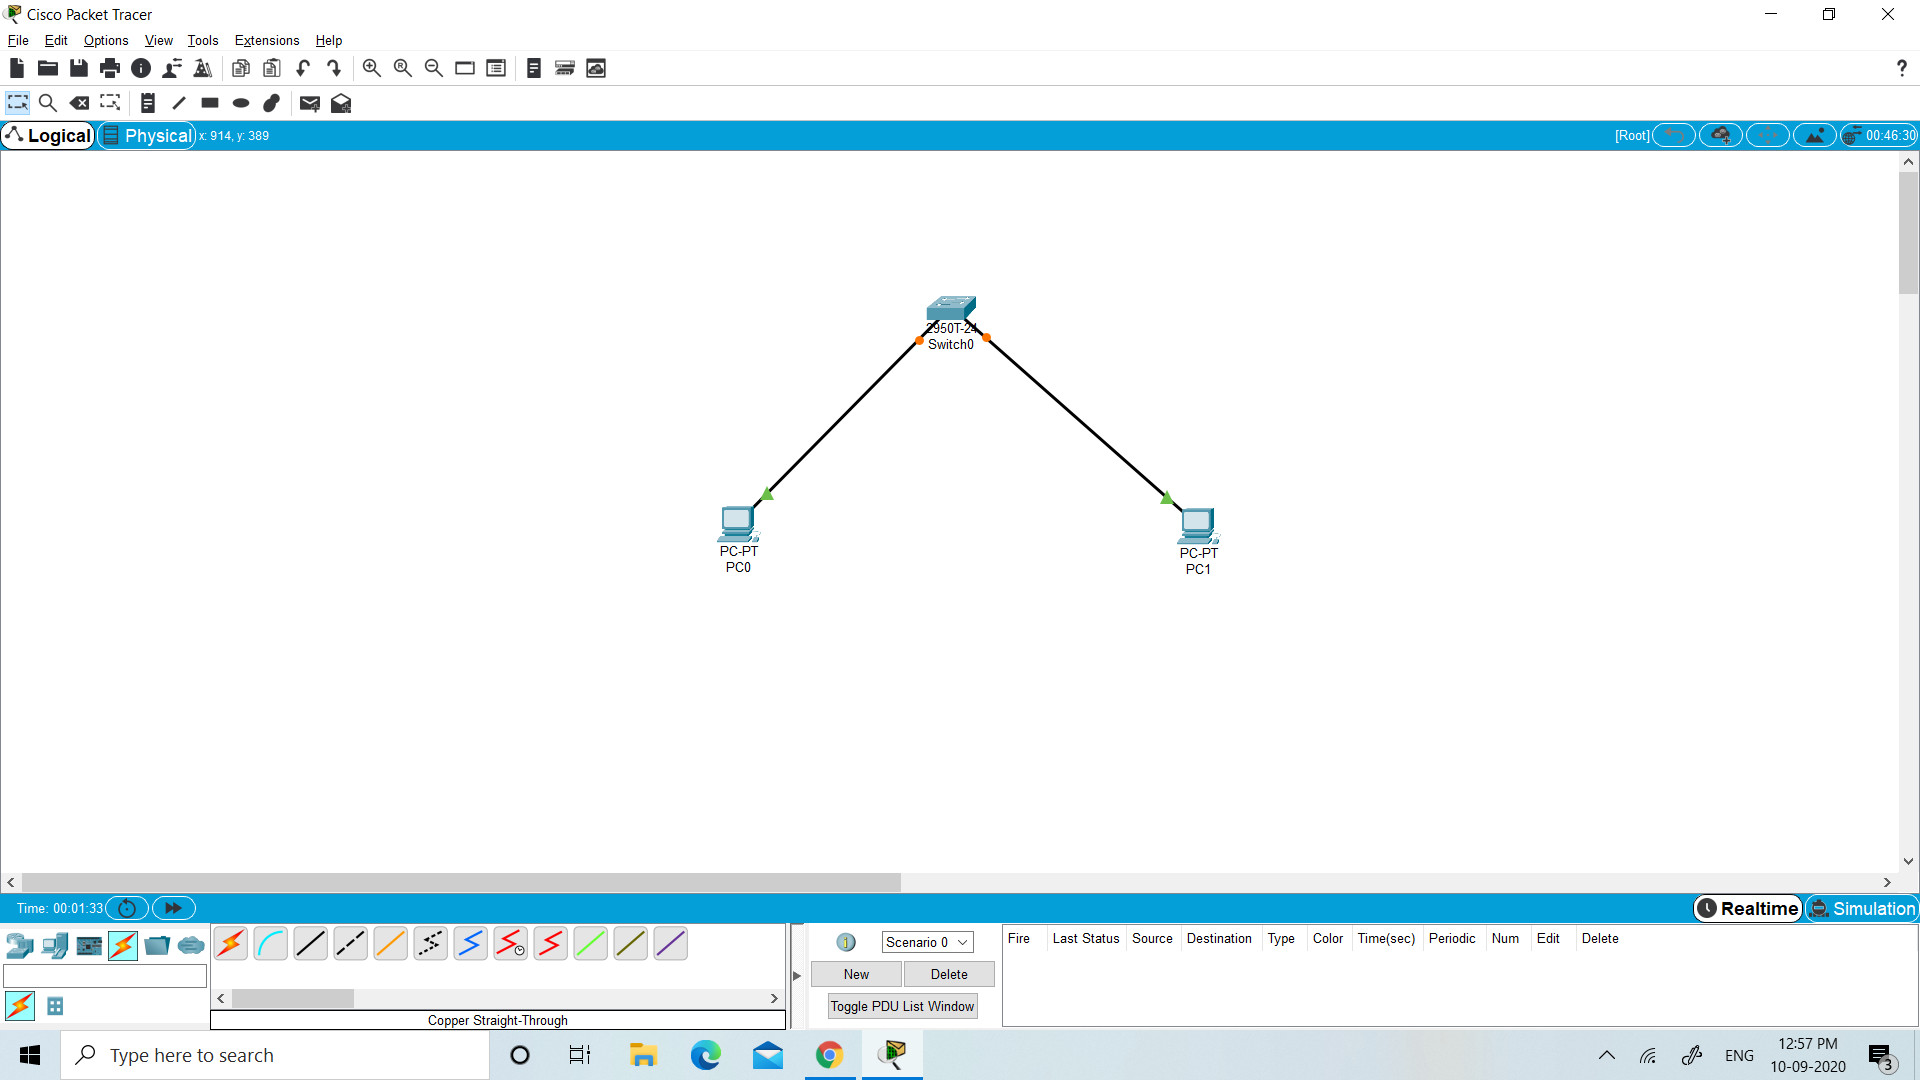 Cisco Packet Tracer
File Edit Options View Tools Extensions Help
?
Logical Physical x: 914, y: 389 [Root] 00:46:30
2950T-24
Switch0
PC-PT
PC0
PC-PT
PC1
Time: 00:01:33 Realtime Simulation
Scenario 0
New Delete
Toggle PDU List Window
Fire Last Status Source Destination Type Color Time(sec) Periodic Num Edit Delete
Copper Straight-Through
Type here to search
ENG
12:57 PM
10-09-2020
3